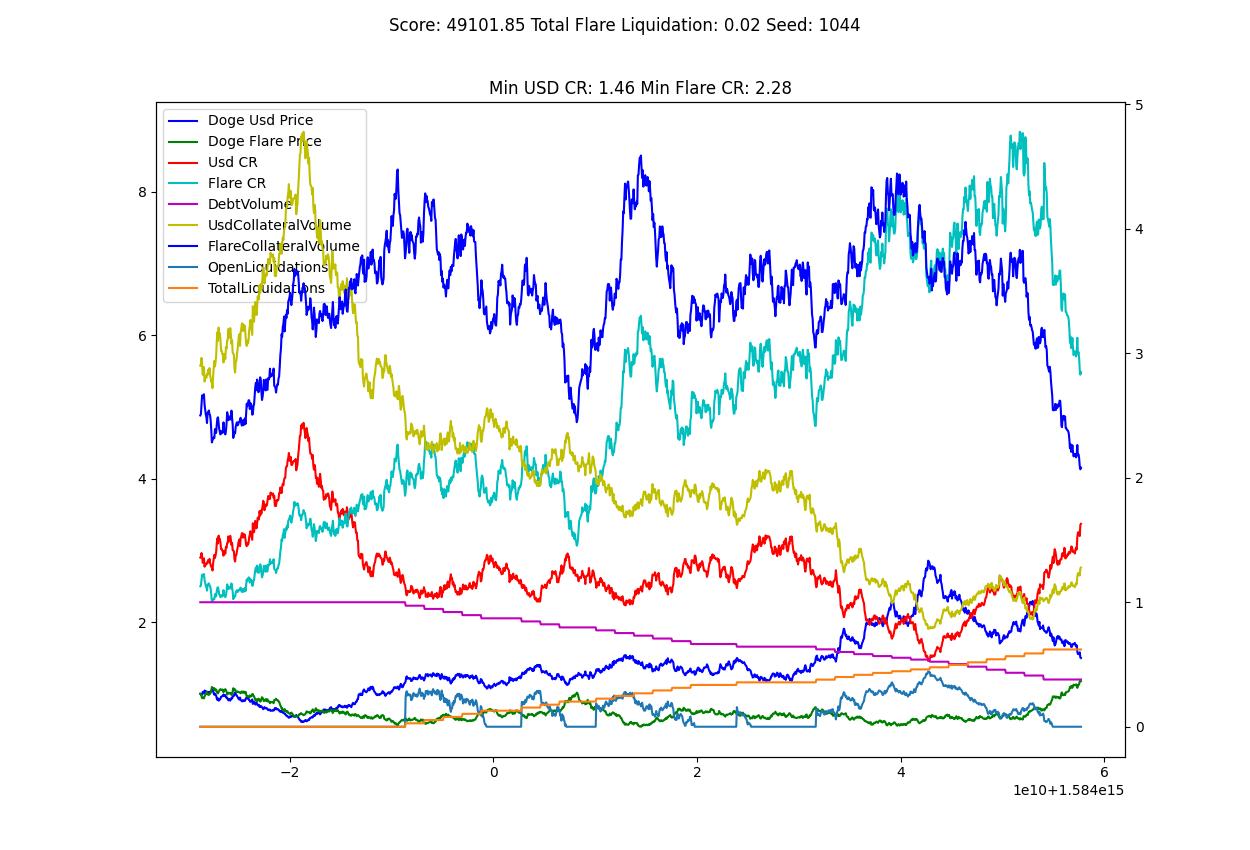 Score: 49101.85 Total Flare Liquidation: 0.02 Seed: 1044
Min USD CR: 1.46 Min Flare CR: 2.28
Doge Usd Price
Doge Flare Price
Usd CR
Flare CR
DebtVolume
UsdCollateralVolume
FlareCollateralVolume
OpenLiquidations
TotalLiquidations
8
6
4
2
5
4
3
2
1
0
−2
0
2
4
6
1e10+1.584e15